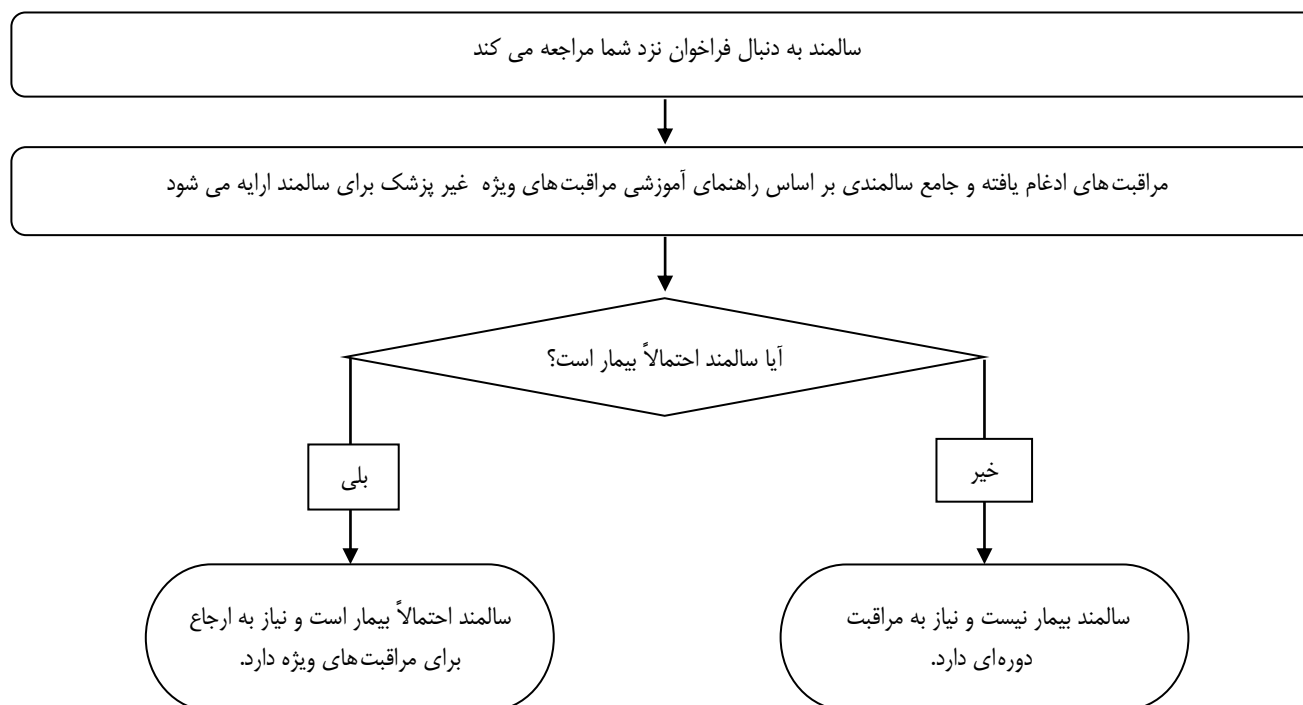 سالمند به دنبال فراخوان نزد شما مراجعه می کند
مراقبت‌های ادغام یافته و جامع سالمندی بر اساس راهنمای آموزشی مراقبت‌های ویژه غیر پزشک برای سالمند ارایه می شود
آیا سالمند احتمالاً بیمار است؟
خیر
بلی
سالمند بیمار نیست و نیاز به مراقبت
دوره‌ای دارد.
سالمند احتمالاً بیمار است و نیاز به ارجاع
برای مراقبت‌های ویژه دارد.